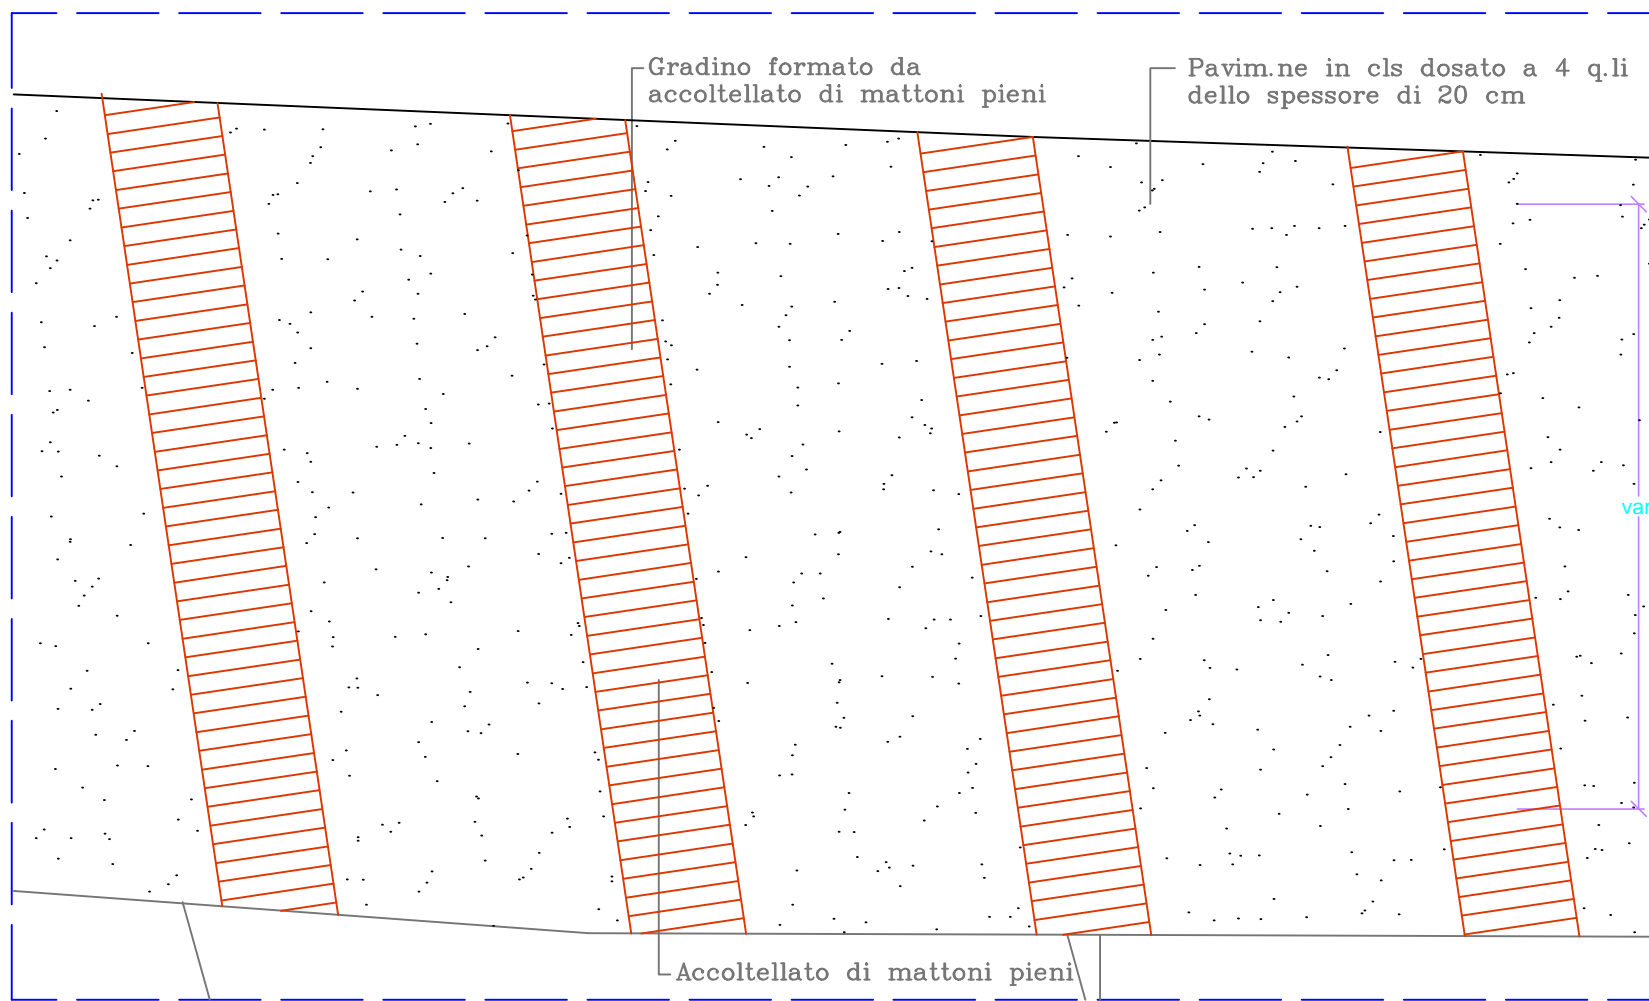 Gradino formato da
accoltellato di mattoni pieni
Pavim.ne in cls dosato a 4 q.li
dello spessore di 20 cm
Accoltellato di mattoni pieni